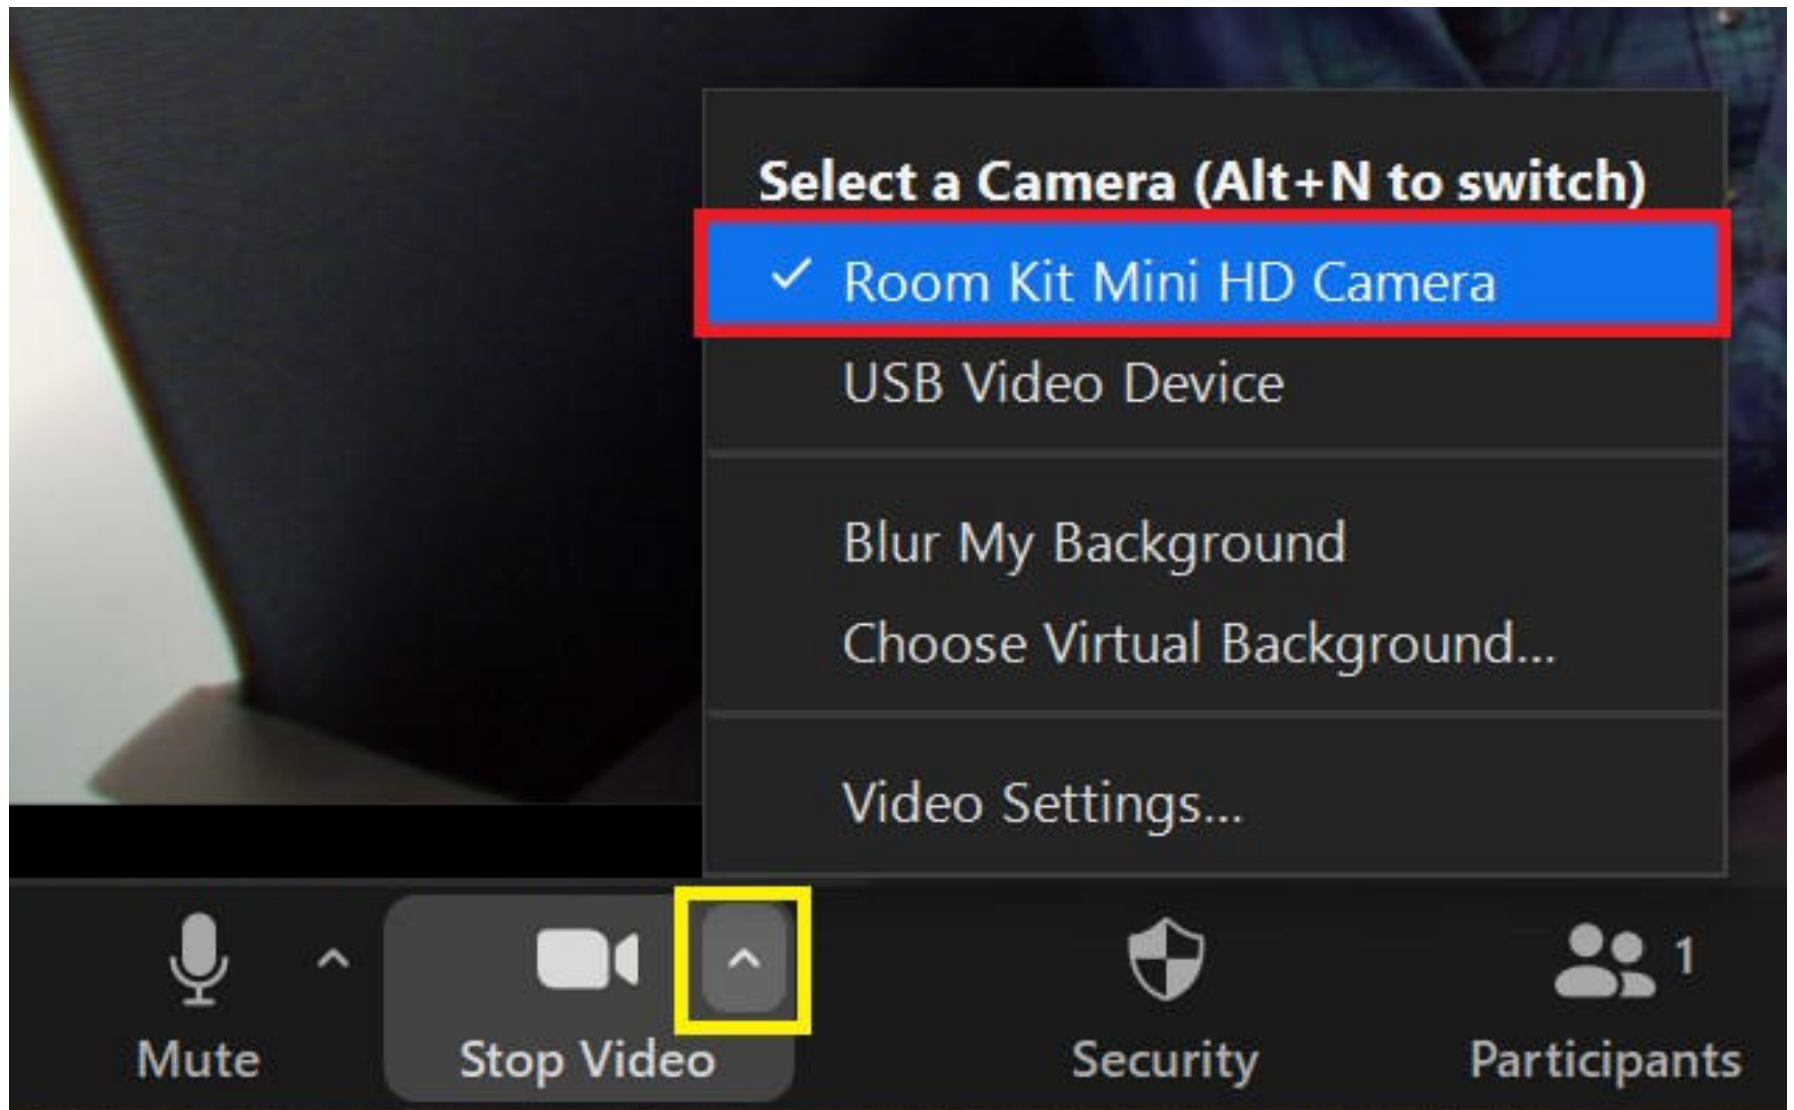 Select a Camera (Alt+N to switch)
Room Kit Mini HD Camera
USB Video Device
Blur My Background
Choose Virtual Background...
Video Settings...
Mute
Stop Video
Security
1
Participants